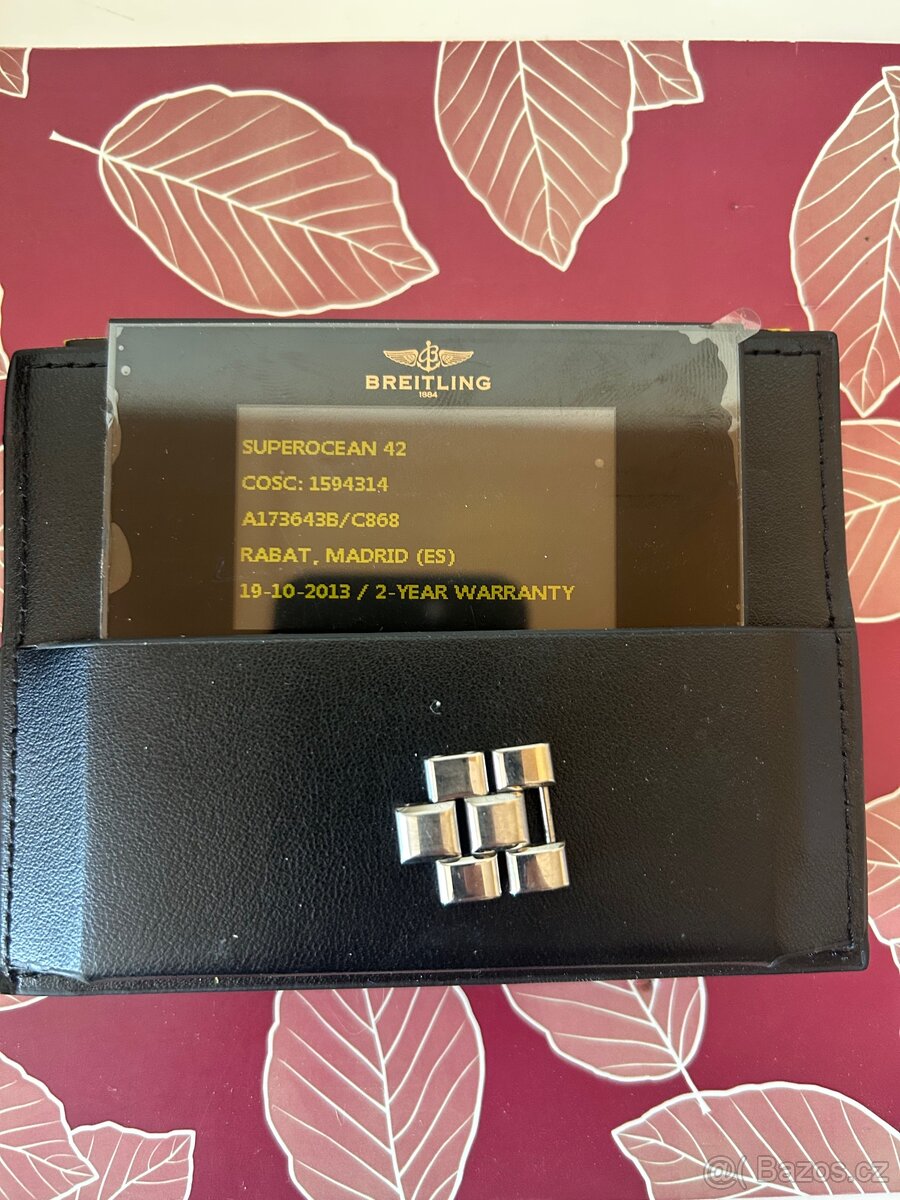 BREITLING
1884
SUPEROCEAN 42
COSC: 1594314
A173643B/C868
RABAT, MADRID (ES)
19-10-2013 / 2-YEAR WARRANTY
@( Bazos.cz